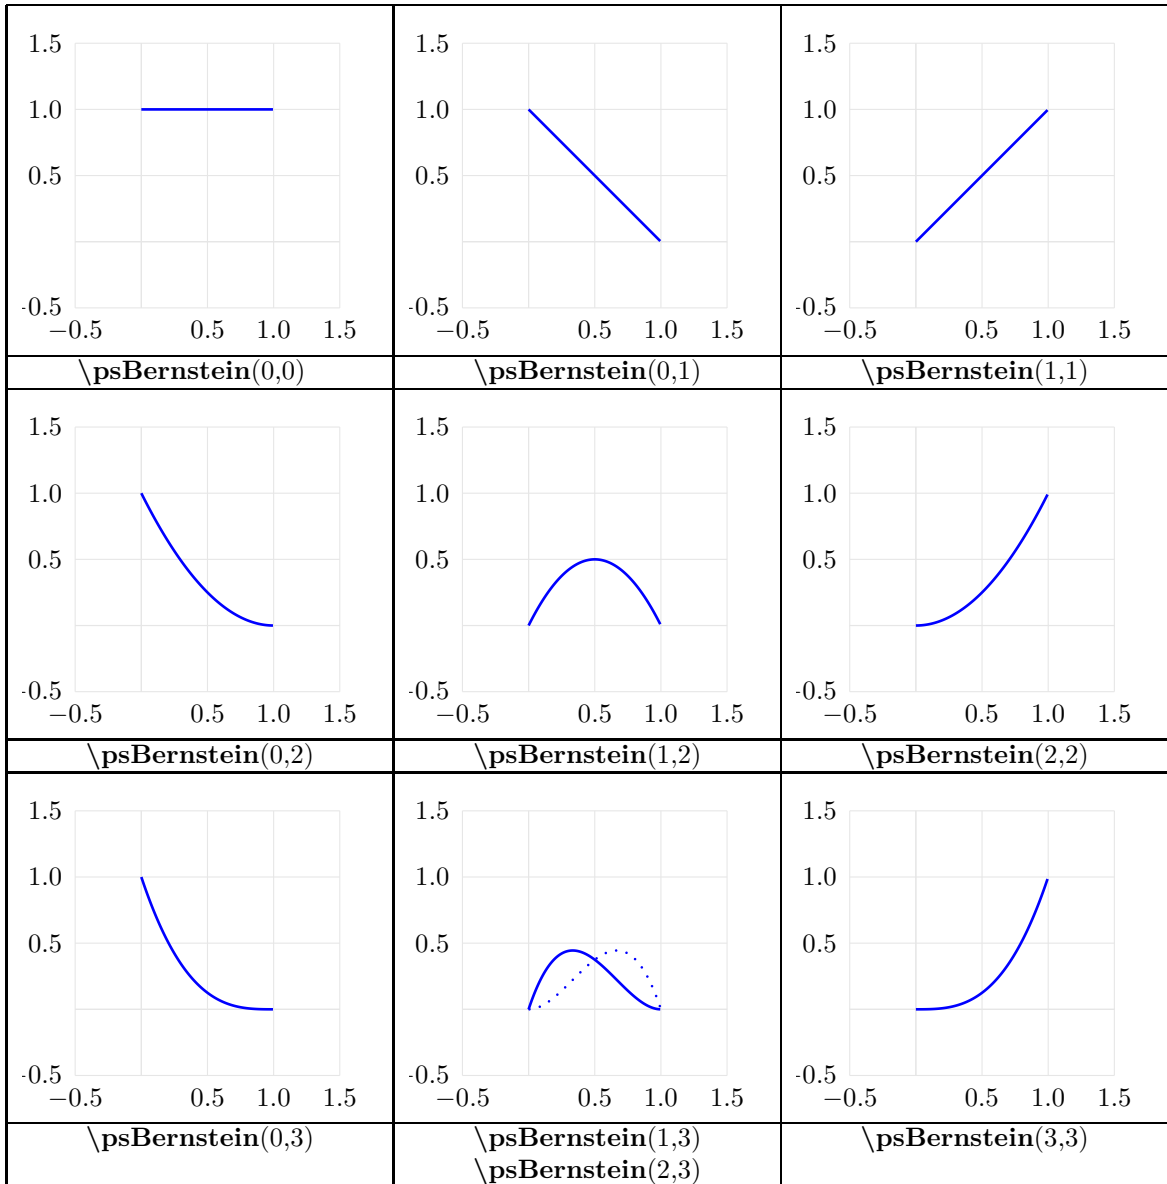 1.5 1.5 1.5
1.0 1.0 1.0
0.5 0.5 0.5
-0.5 -0.5 -0.5
−0.5 0.5 1.0 1.5 −0.5 0.5 1.0 1.5 −0.5 0.5 1.0 1.5
\psBernstein(0,0) \psBernstein(0,1) \psBernstein(1,1)
1.5 1.5 1.5
1.0 1.0 1.0
0.5 0.5 0.5
-0.5 -0.5 -0.5
−0.5 0.5 1.0 1.5 −0.5 0.5 1.0 1.5 −0.5 0.5 1.0 1.5
\psBernstein(0,2) \psBernstein(1,2) \psBernstein(2,2)
1.5 1.5 1.5
1.0 1.0 1.0
0.5 0.5 0.5
-0.5 -0.5 -0.5
−0.5 0.5 1.0 1.5 −0.5 0.5 1.0 1.5 −0.5 0.5 1.0 1.5
\psBernstein(0,3) \psBernstein(1,3) \psBernstein(3,3)
\psBernstein(2,3)